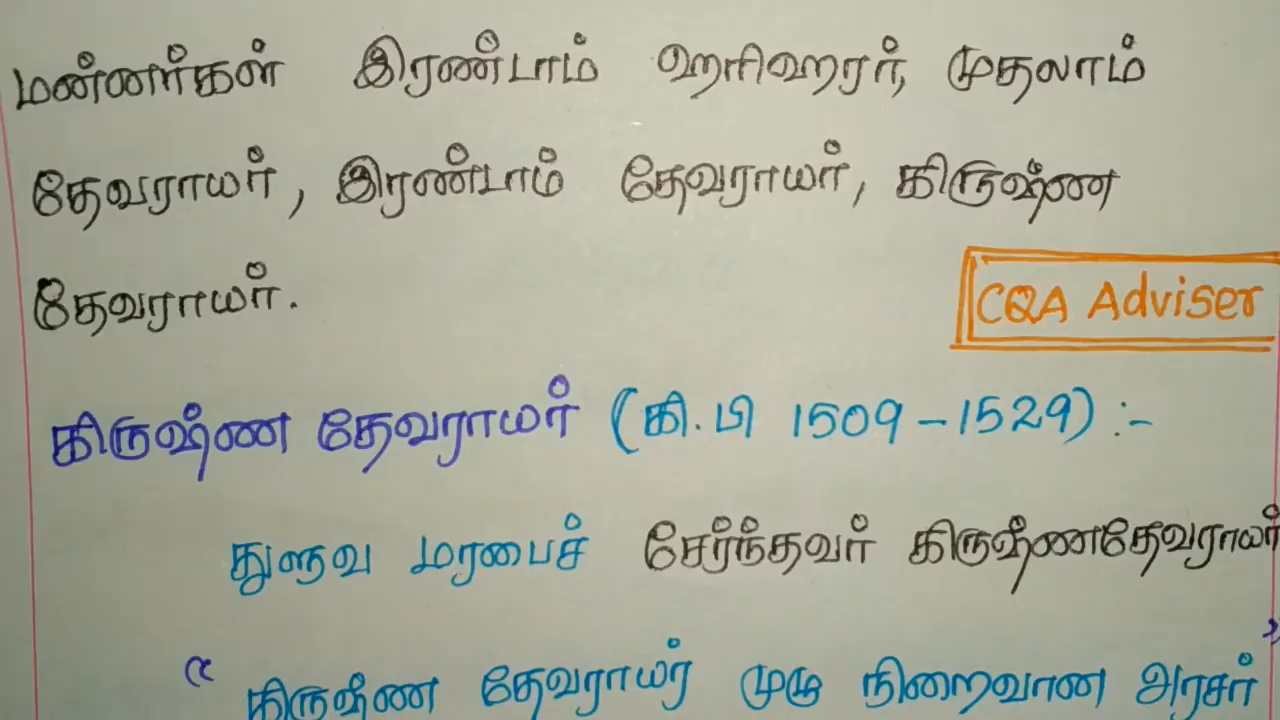 மன்னர்கள் இரண்டாம் ஹரிஹரர், முதலாம்
தேவராயர், இரண்டாம் தேவராயர், கிருஷ்ண
தேவராயர்.
CQA Adviser
கிருஷ்ண தேவராயர் (கி.பி 1509-1529) :-
துளுவ மரபைச் சேர்ந்தவர் கிருஷ்ணதேவராயர்
“கிருஷ்ண தேவராயர் முழு நிறைவான அரசர்”